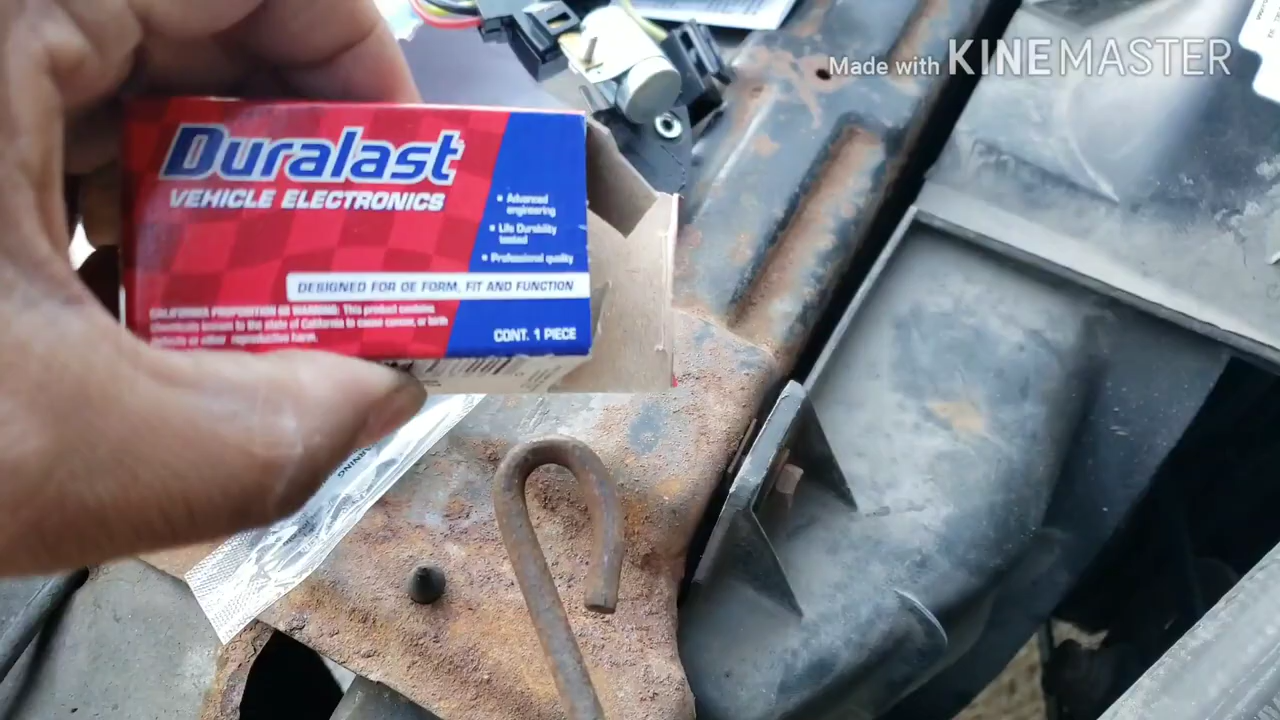 Made with KINEMASTER
Duralast
VEHICLE ELECTRONICS
• Advanced
engineering
• Life Durability
tested
• Professional quality
DESIGNED FOR OE FORM, FIT AND FUNCTION
CALIFORNIA PROPOSITION 65 WARNING: This product contains
chemicals known to the state of California to cause cancer, or birth
defects or other reproductive harm.
CONT. 1 PIECE